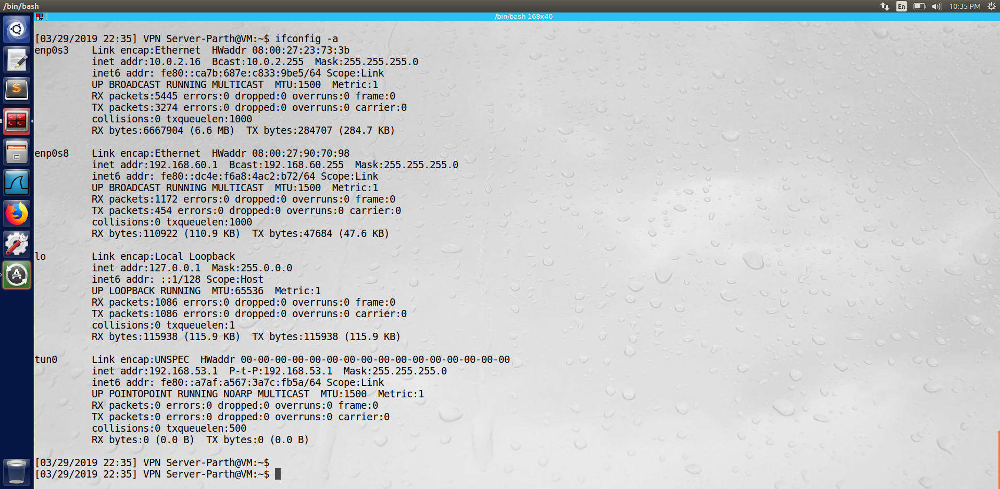 /bin/bash
En
10:35 PM
/bin/bash 168x40
[03/29/2019 22:35] VPN Server-Parth@VM:~$ ifconfig -a
enp0s3    Link encap:Ethernet  HWaddr 08:00:27:23:73:3b
          inet addr:10.0.2.16  Bcast:10.0.2.255  Mask:255.255.255.0
          inet6 addr: fe80::ca7b:687e:c833:9be5/64 Scope:Link
          UP BROADCAST RUNNING MULTICAST  MTU:1500  Metric:1
          RX packets:5445 errors:0 dropped:0 overruns:0 frame:0
          TX packets:3274 errors:0 dropped:0 overruns:0 carrier:0
          collisions:0 txqueuelen:1000
          RX bytes:6667904 (6.6 MB)  TX bytes:284707 (284.7 KB)
enp0s8    Link encap:Ethernet  HWaddr 08:00:27:90:70:98
          inet addr:192.168.60.1  Bcast:192.168.60.255  Mask:255.255.255.0
          inet6 addr: fe80::dc4e:f6a8:4ac2:b72/64 Scope:Link
          UP BROADCAST RUNNING MULTICAST  MTU:1500  Metric:1
          RX packets:1172 errors:0 dropped:0 overruns:0 frame:0
          TX packets:454 errors:0 dropped:0 overruns:0 carrier:0
          collisions:0 txqueuelen:1000
          RX bytes:110922 (110.9 KB)  TX bytes:47684 (47.6 KB)
lo        Link encap:Local Loopback
          inet addr:127.0.0.1  Mask:255.0.0.0
          inet6 addr: ::1/128 Scope:Host
          UP LOOPBACK RUNNING  MTU:65536  Metric:1
          RX packets:1086 errors:0 dropped:0 overruns:0 frame:0
          TX packets:1086 errors:0 dropped:0 overruns:0 carrier:0
          collisions:0 txqueuelen:1
          RX bytes:115938 (115.9 KB)  TX bytes:115938 (115.9 KB)
tun0      Link encap:UNSPEC  HWaddr 00-00-00-00-00-00-00-00-00-00-00-00-00-00-00-00
          inet addr:192.168.53.1  P-t-P:192.168.53.1  Mask:255.255.255.0
          inet6 addr: fe80::a7af:a567:3a7c:fb5a/64 Scope:Link
          UP POINTOPOINT RUNNING NOARP MULTICAST  MTU:1500  Metric:1
          RX packets:0 errors:0 dropped:0 overruns:0 frame:0
          TX packets:0 errors:0 dropped:0 overruns:0 carrier:0
          collisions:0 txqueuelen:500
          RX bytes:0 (0.0 B)  TX bytes:0 (0.0 B)
[03/29/2019 22:35] VPN Server-Parth@VM:~$
[03/29/2019 22:35] VPN Server-Parth@VM:~$